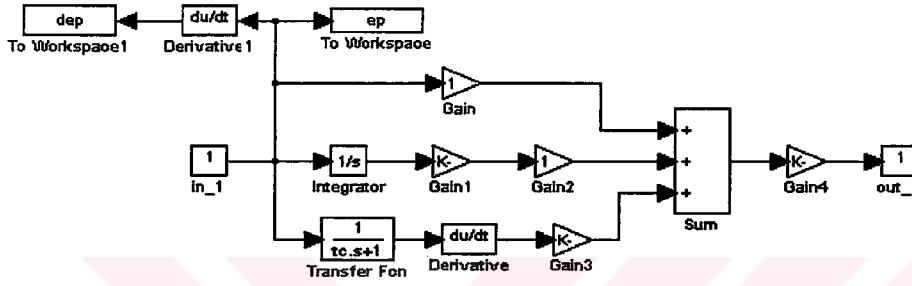 dep
du/dt
ep
To Workspace1
Derivative1
To Workspace
1
Gain
1
in_1
1/s
Integrator
K-
Gain1
1
Gain2
+
+
+
Sum
K-
Gain4
1
out_
1
tc.s+1
Transfer Fcn
du/dt
Derivative
K-
Gain3